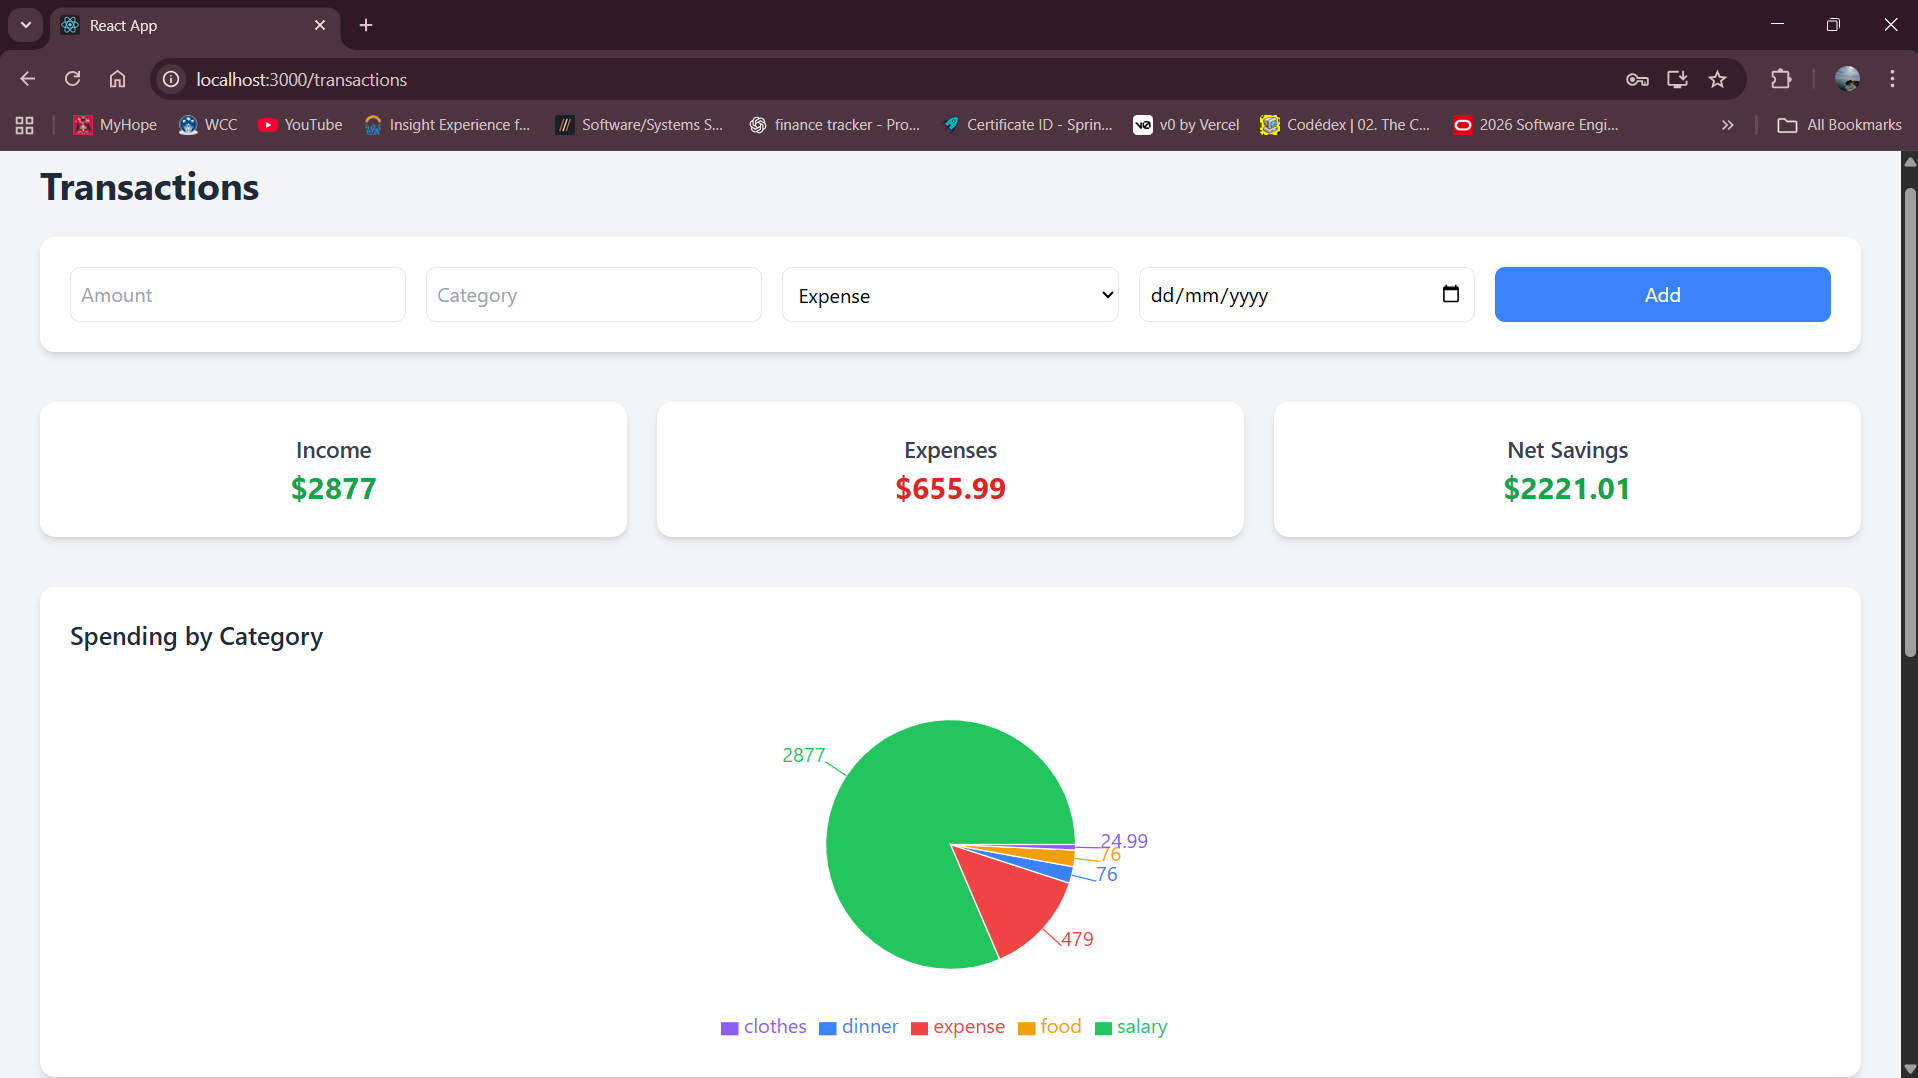 React App
localhost:3000/transactions
MyHope
WCC
YouTube
Insight Experience f...
Software/Systems S...
finance tracker - Pro...
Certificate ID - Sprin...
v0 by Vercel
Codédex | 02. The C...
2026 Software Engi...
All Bookmarks
Transactions
Amount
Category
Expense
dd/mm/yyyy
Add
Income
$2877
Expenses
$655.99
Net Savings
$2221.01
Spending by Category
2877
24.99
76
76
479
clothes
dinner
expense
food
salary